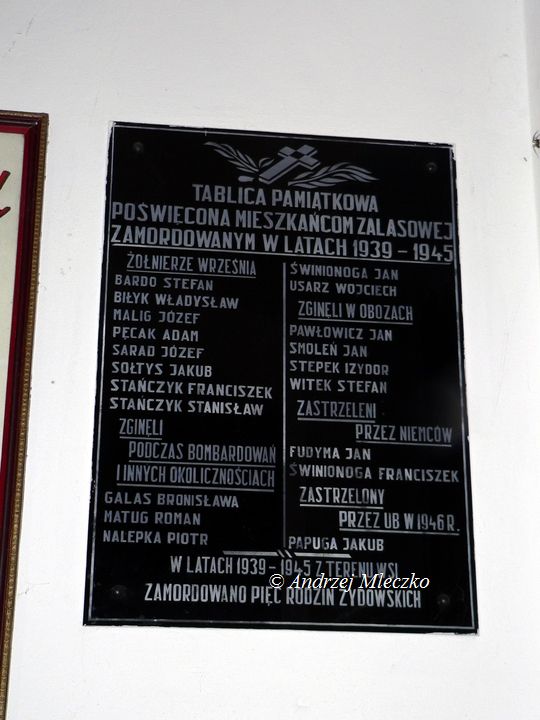 TABLICA PAMIĄTKOWA
POŚWIĘCONA MIESZKAŃCOM ZALASOWEJ
ZAMORDOWANYM W LATACH 1939 – 1945
ŻOŁNIERZE WRZEŚNIA
BARDO STEFAN
BIŁYK WŁADYSŁAW
MALIG JÓZEF
PĘCAK ADAM
SARAD JÓZEF
SOŁTYS JAKUB
STAŃCZYK FRANCISZEK
STAŃCZYK STANISŁAW
ZGINĘLI
PODCZAS BOMBARDOWAŃ
I INNYCH OKOLICZNOŚCIACH
GALAS BRONISŁAWA
MATUG ROMAN
NALEPKA PIOTR
ŚWINIONOGA JAN
USARZ WOJCIECH
ZGINĘLI W OBOZACH
PAWŁOWICZ JAN
SMOLEŃ JAN
STEPEK IZYDOR
WITEK STEFAN
ZASTRZELENI
PRZEZ NIEMCÓW
FUDYMA JAN
ŚWINIONOGA FRANCISZEK
ZASTRZELONY
PRZEZ UB W 1946 R.
PAPUGA JAKUB
W LATACH 1939 – 1945 Z TERENU WSI
© Andrzej Mleczko
ZAMORDOWANO PIĘĆ RODZIN ŻYDOWSKICH